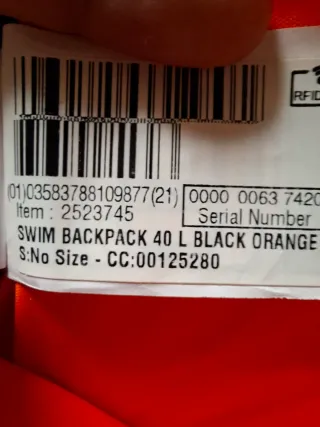 RFID
(01)03583788109877(21)
0000 0063 7420
Item : 2523745
Serial Number
SWIM BACKPACK 40 L BLACK ORANGE
S:No Size - CC:00125280